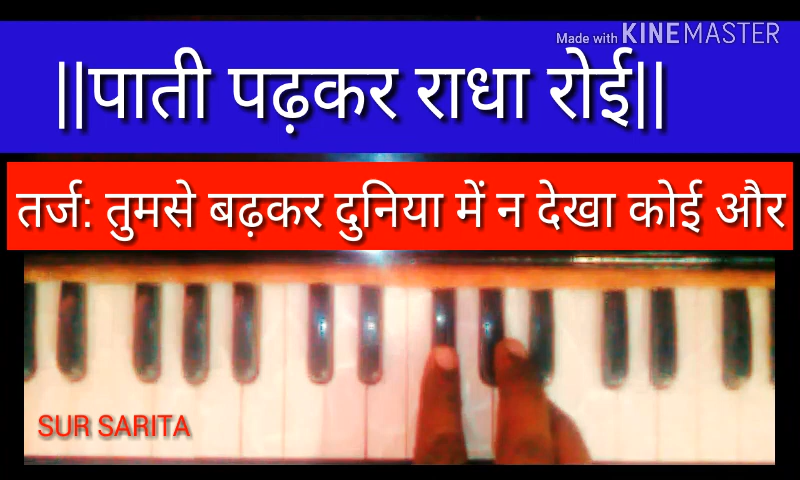 Made with KINEMASTER
||पाती पढ़कर राधा रोई||
तर्ज: तुमसे बढ़कर दुनिया में न देखा कोई और
SUR SARITA